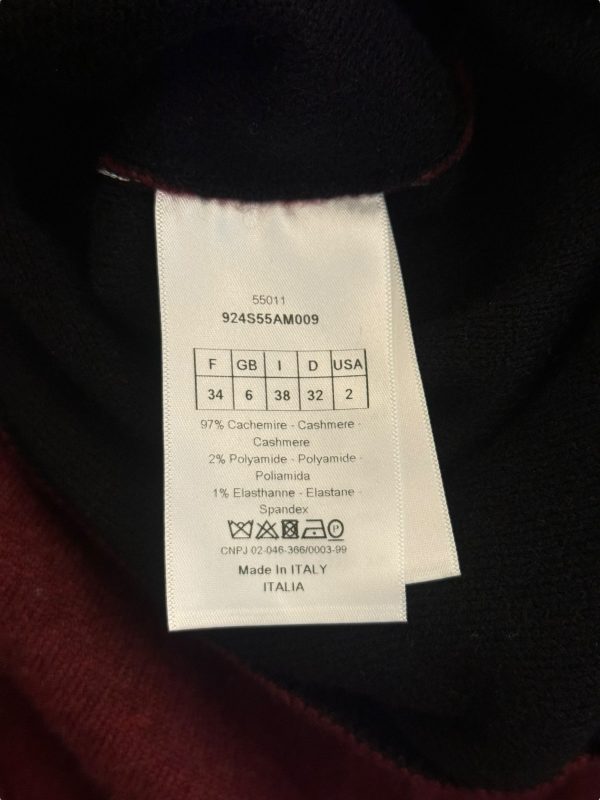 55011
924S55AM009
F GB I D USA
34 6 38 32 2
97% Cachemire - Cashmere -
Cashmere
2% Polyamide - Polyamide -
Poliamida
1% Elasthanne - Elastane -
Spandex
P
CNPJ 02-046-366/0003-99
Made In ITALY
ITALIA